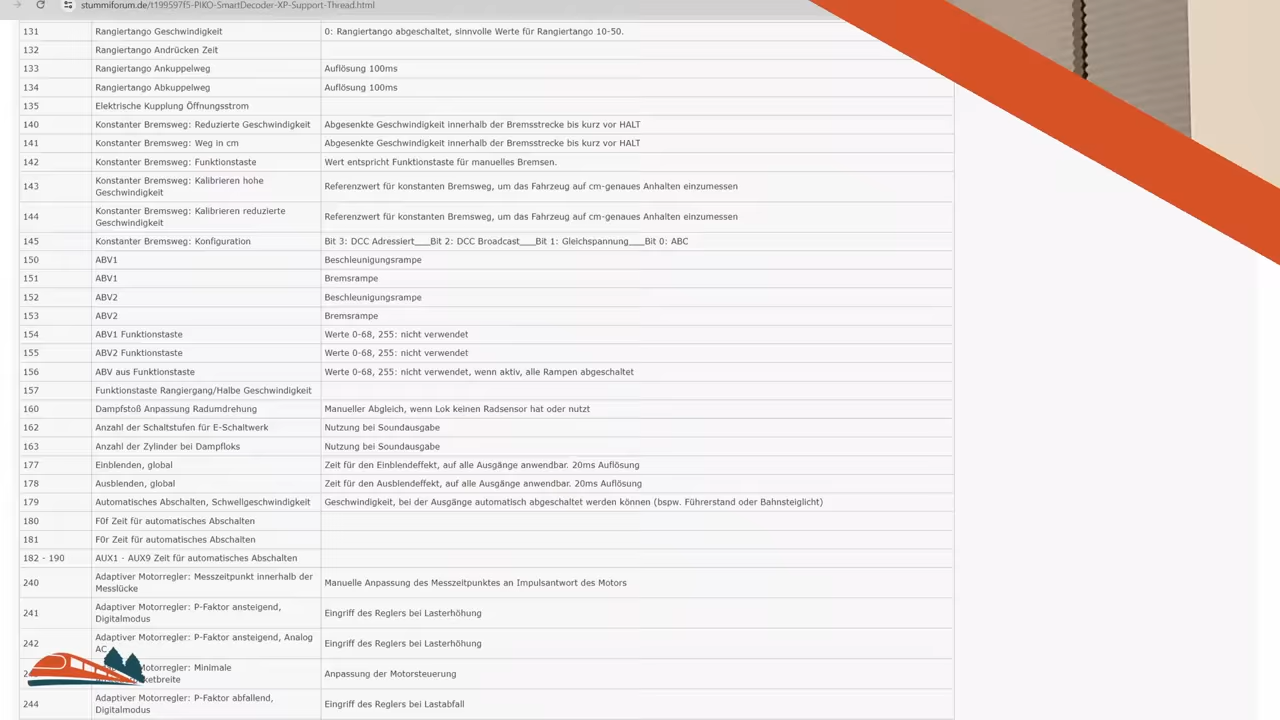 stummiforum.de/t199597f5-PIKO-SmartDecoder-XP-Support-Thread.html
131 Rangiertango Geschwindigkeit 0: Rangiertango abgeschaltet, sinnvolle Werte für Rangiertango 10-50.
132 Rangiertango Andrücken Zeit
133 Rangiertango Ankuppelweg Auflösung 100ms
134 Rangiertango Abkuppelweg Auflösung 100ms
135 Elektrische Kupplung Öffnungsstrom
140 Konstanter Bremsweg: Reduzierte Geschwindigkeit Abgesenkte Geschwindigkeit innerhalb der Bremsstrecke bis kurz vor HALT
141 Konstanter Bremsweg: Weg in cm Abgesenkte Geschwindigkeit innerhalb der Bremsstrecke bis kurz vor HALT
142 Konstanter Bremsweg: Funktionstaste Wert entspricht Funktionstaste für manuelles Bremsen.
143 Konstanter Bremsweg: Kalibrieren hohe
Geschwindigkeit Referenzwert für konstanten Bremsweg, um das Fahrzeug auf cm-genaues Anhalten einzumessen
144 Konstanter Bremsweg: Kalibrieren reduzierte
Geschwindigkeit Referenzwert für konstanten Bremsweg, um das Fahrzeug auf cm-genaues Anhalten einzumessen
145 Konstanter Bremsweg: Konfiguration Bit 3: DCC Adressiert___Bit 2: DCC Broadcast___Bit 1: Gleichspannung___Bit 0: ABC
150 ABV1 Beschleunigungsrampe
151 ABV1 Bremsrampe
152 ABV2 Beschleunigungsrampe
153 ABV2 Bremsrampe
154 ABV1 Funktionstaste Werte 0-68, 255: nicht verwendet
155 ABV2 Funktionstaste Werte 0-68, 255: nicht verwendet
156 ABV aus Funktionstaste Werte 0-68, 255: nicht verwendet, wenn aktiv, alle Rampen abgeschaltet
157 Funktionstaste Rangiergang/Halbe Geschwindigkeit
160 Dampfstoß Anpassung Radumdrehung Manueller Abgleich, wenn Lok keinen Radsensor hat oder nutzt
162 Anzahl der Schaltstufen für E-Schaltwerk Nutzung bei Soundausgabe
163 Anzahl der Zylinder bei Dampfloks Nutzung bei Soundausgabe
177 Einblenden, global Zeit für den Einblendeffekt, auf alle Ausgänge anwendbar. 20ms Auflösung
178 Ausblenden, global Zeit für den Ausblendeffekt, auf alle Ausgänge anwendbar. 20ms Auflösung
179 Automatisches Abschalten, Schwellgeschwindigkeit Geschwindigkeit, bei der Ausgänge automatisch abgeschaltet werden können (bspw. Führerstand oder Bahnsteiglicht)
180 F0f Zeit für automatisches Abschalten
181 F0r Zeit für automatisches Abschalten
182 - 190 AUX1 - AUX9 Zeit für automatisches Abschalten
240 Adaptiver Motorregler: Messzeitpunkt innerhalb der
Messlücke Manuelle Anpassung des Messzeitpunktes an Impulsantwort des Motors
241 Adaptiver Motorregler: P-Faktor ansteigend,
Digitalmodus Eingriff des Reglers bei Lasterhöhung
242 Adaptiver Motorregler: P-Faktor ansteigend, Analog
AC Eingriff des Reglers bei Lasterhöhung
Motorregler: Minimale
Anpassung der Motorsteuerung
244 Adaptiver Motorregler: P-Faktor abfallend,
Digitalmodus Eingriff des Reglers bei Lastabfall